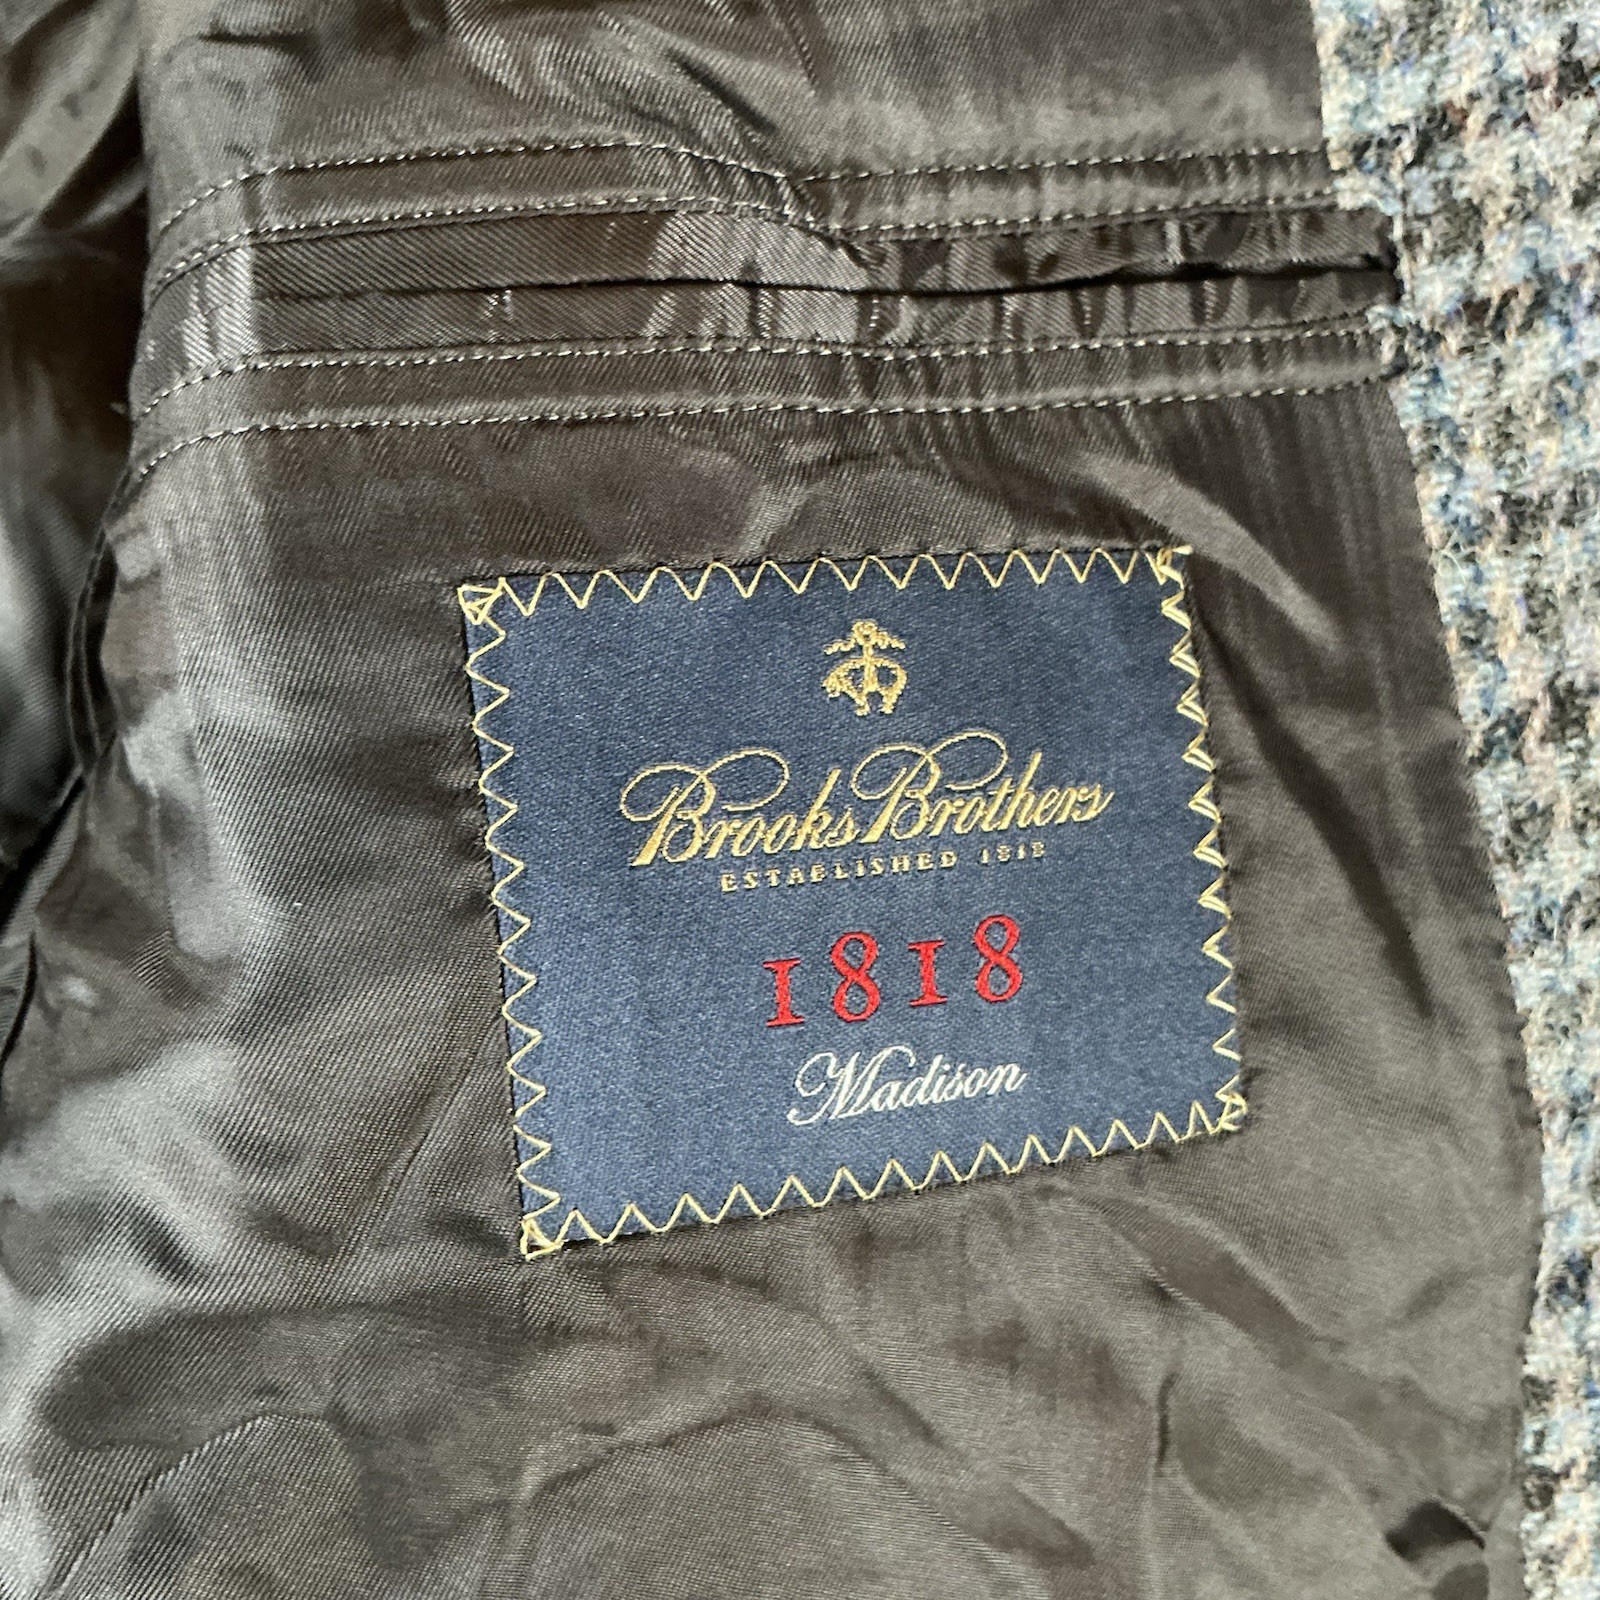 Brooks Brothers
ESTABLISHED 1818
1818
Madison